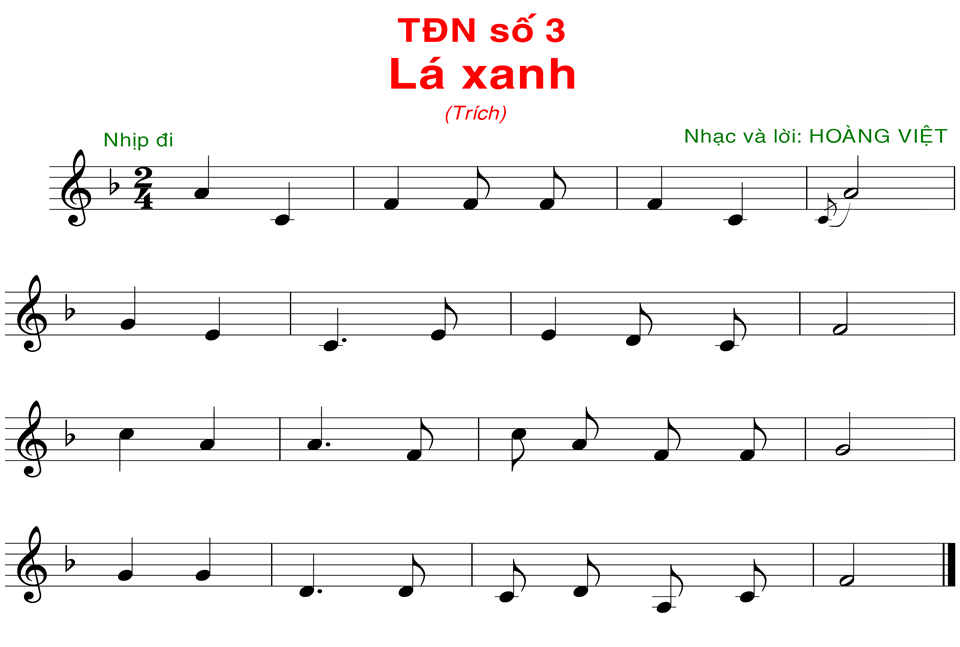 TĐN số 3
Lá xanh
(Trích)
Nhịp đi
Nhạc và lời: HOÀNG VIỆT
2
4